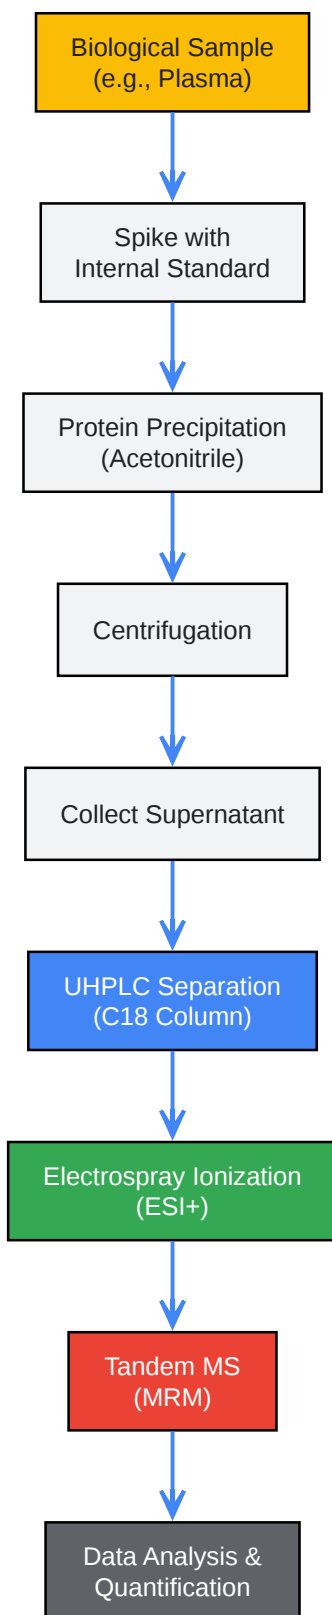 Biological Sample
(e.g., Plasma)
Spike with
Internal Standard
Protein Precipitation
(Acetonitrile)
Centrifugation
Collect Supernatant
UHPLC Separation
(C18 Column)
Electrospray Ionization
(ESI+)
Tandem MS
(MRM)
Data Analysis &
Quantification